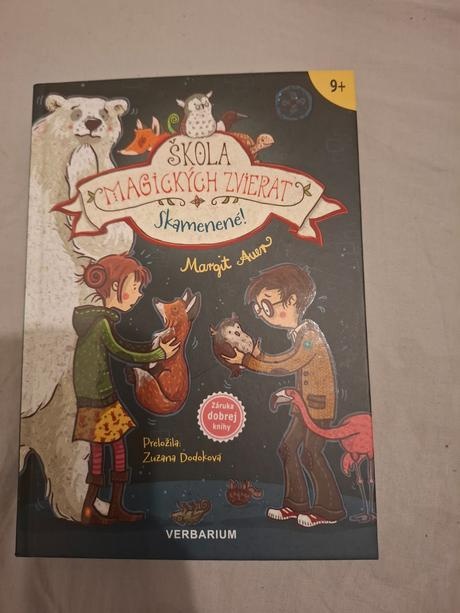 9+
ŠKOLA
MAGICKÝCH ZVIERAT
Skamenené!
Margit Auer
Záruka
dobrej
knihy
Preložila:
Zuzana Dodoková
VERBARIUM